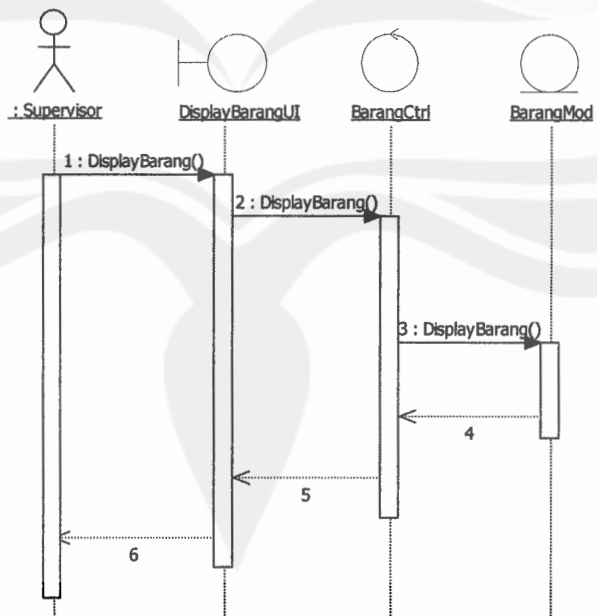 : Supervisor
DisplayBarangUI
BarangCtrl
BarangMod
1 : DisplayBarang()
2 : DisplayBarang()
3 : DisplayBarang()
4
5
6